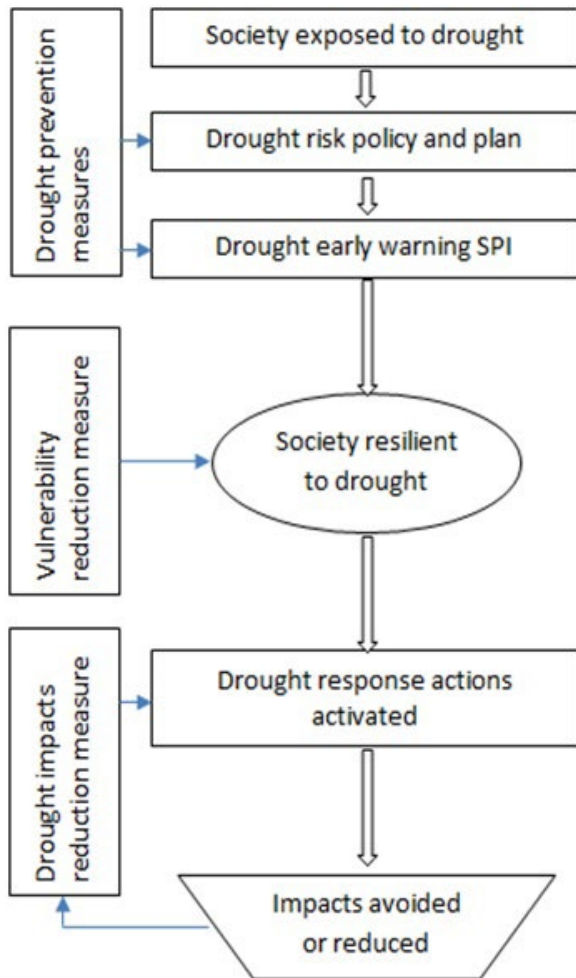 Society exposed to drought
Drought prevention
measures
Drought risk policy and plan
Drought early warning SPI
Vulnerability
reduction measure
Society resilient
to drought
Drought impacts
reduction measure
Drought response actions
activated
Impacts avoided
or reduced